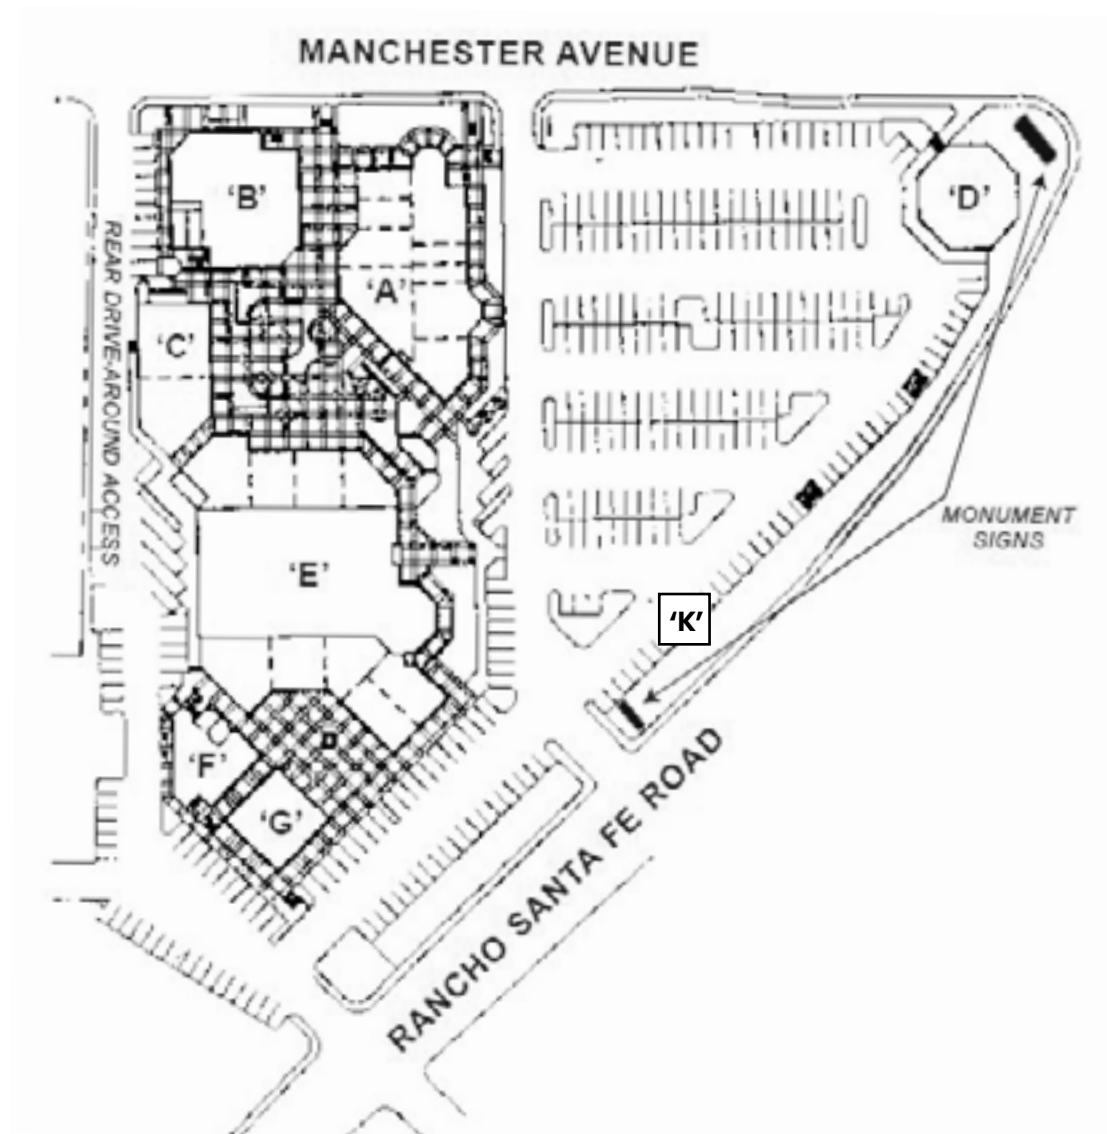 MANCHESTER AVENUE
'B'
'D'
'A'
'C'
REAR DRIVE-AROUND ACCESS
MONUMENT
SIGNS
'E'
'K'
'F'
'G'
RANCHO SANTA FE ROAD